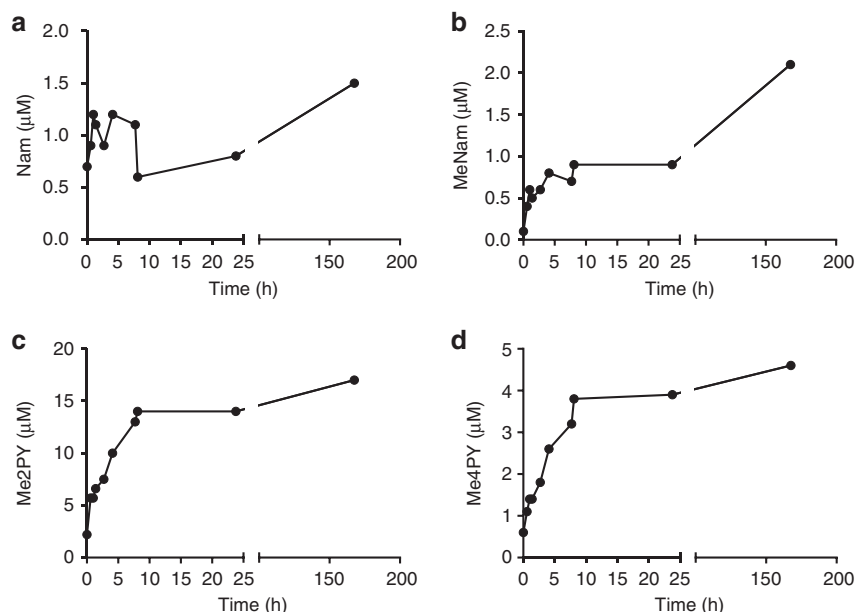 a
b
Nam (μM)
2.0
1.5
1.0
0.5
0.0
0 5 10 15 20 25 150 200
Time (h)
MeNam (μM)
2.5
2.0
1.5
1.0
0.5
0.0
0 5 10 15 20 25 150 200
Time (h)
c
d
Me2PY (μM)
20
15
10
5
0
0 5 10 15 20 25 150 200
Time (h)
Me4PY (μM)
5
4
3
2
1
0
0 5 10 15 20 25 150 200
Time (h)